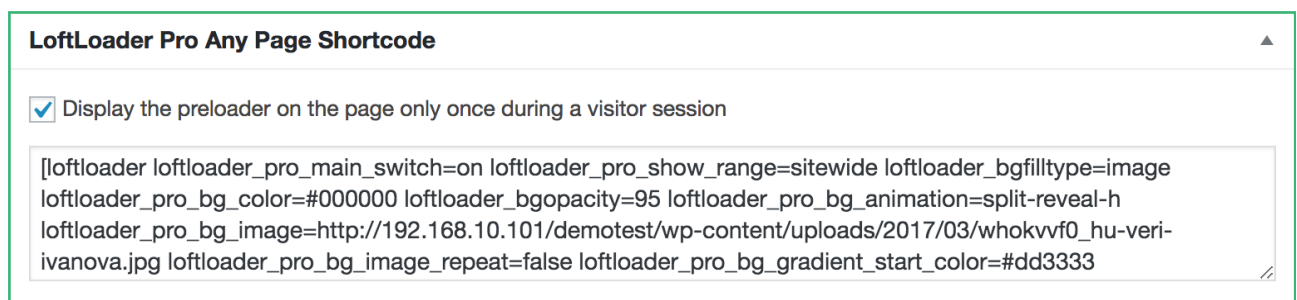 LoftLoader Pro Any Page Shortcode
Display the preloader on the page only once during a visitor session
[loftloader loftloader_pro_main_switch=on loftloader_pro_show_range=sitewide loftloader_bgfilltype=image
loftloader_pro_bg_color=#000000 loftloader_bgopacity=95 loftloader_pro_bg_animation=split-reveal-h
loftloader_pro_bg_image=http://192.168.10.101/demotest/wp-content/uploads/2017/03/whokvvf0_hu-veri-
ivanova.jpg loftloader_pro_bg_image_repeat=false loftloader_pro_bg_gradient_start_color=#dd3333